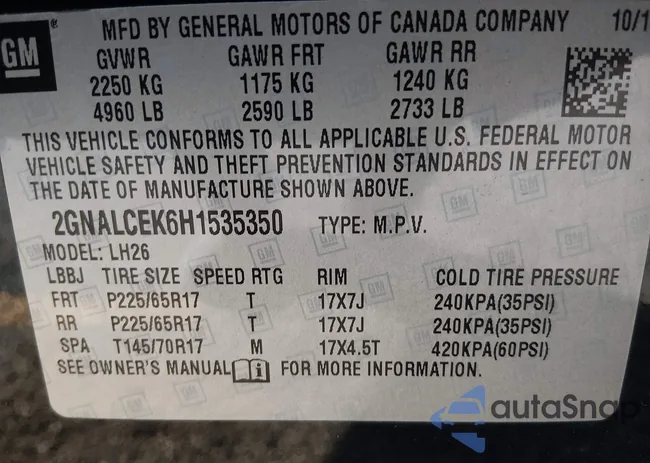 GM
MFD BY GENERAL MOTORS OF CANADA COMPANY 10/1
GVWR GAWR FRT GAWR RR
2250 KG 1175 KG 1240 KG
4960 LB 2590 LB 2733 LB
THIS VEHICLE CONFORMS TO ALL APPLICABLE U.S. FEDERAL MOTOR
VEHICLE SAFETY AND THEFT PREVENTION STANDARDS IN EFFECT ON
THE DATE OF MANUFACTURE SHOWN ABOVE.
2GNALCEK6H1535350 TYPE: M.P.V.
MODEL: LH26
LBBJ TIRE SIZE SPEED RTG RIM COLD TIRE PRESSURE
FRT P225/65R17 T 17X7J 240KPA(35PSI)
RR P225/65R17 T 17X7J 240KPA(35PSI)
SPA T145/70R17 M 17X4.5T 420KPA(60PSI)
SEE OWNER'S MANUAL FOR MORE INFORMATION.
autaSnap